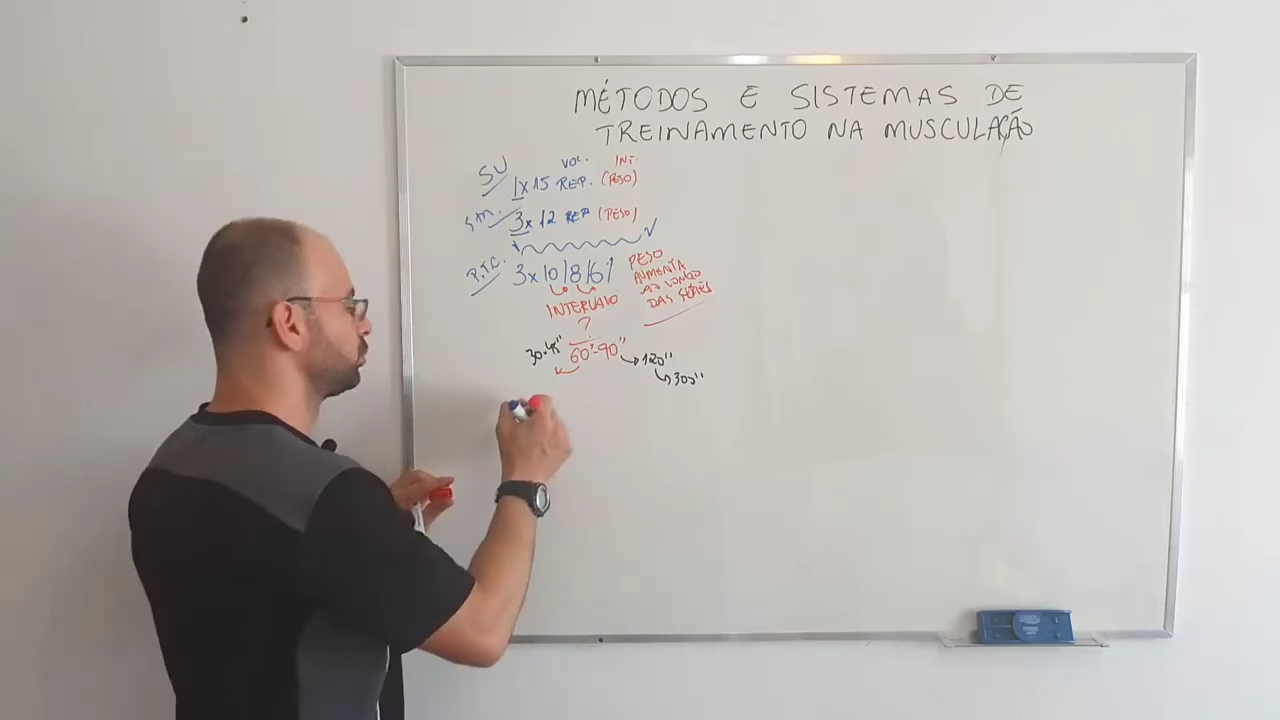 MÉTODOS E SISTEMAS DE
TREINAMENTO NA MUSCULAÇÃO
SU
VOL. INT.
1x15 REP. (PESO)
S.M. 3x12 REP (PESO)
P.T.C. 3x10/8/6/
PESO
AUMENTA
AO LONGO
DAS SÉRIES
INTERVALO
?
30-45"
60"-90"
120"
300"